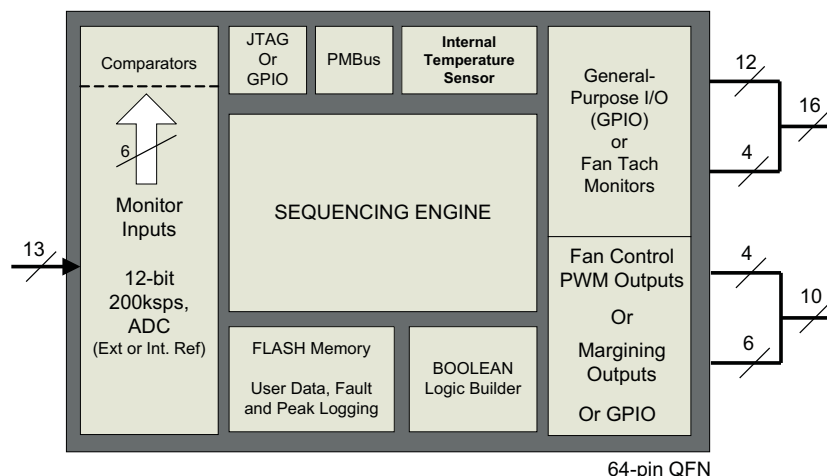 Comparators
6
Monitor
Inputs
12-bit
200ksps,
ADC
(Ext or Int. Ref)
13
JTAG
Or
GPIO
PMBus
Internal
Temperature
Sensor
SEQUENCING ENGINE
FLASH Memory
User Data, Fault
and Peak Logging
BOOLEAN
Logic Builder
General-
Purpose I/O
(GPIO)
or
Fan Tach
Monitors
Fan Control
PWM Outputs
Or
Margining
Outputs
Or GPIO
12
16
4
4
10
6
64-pin QFN